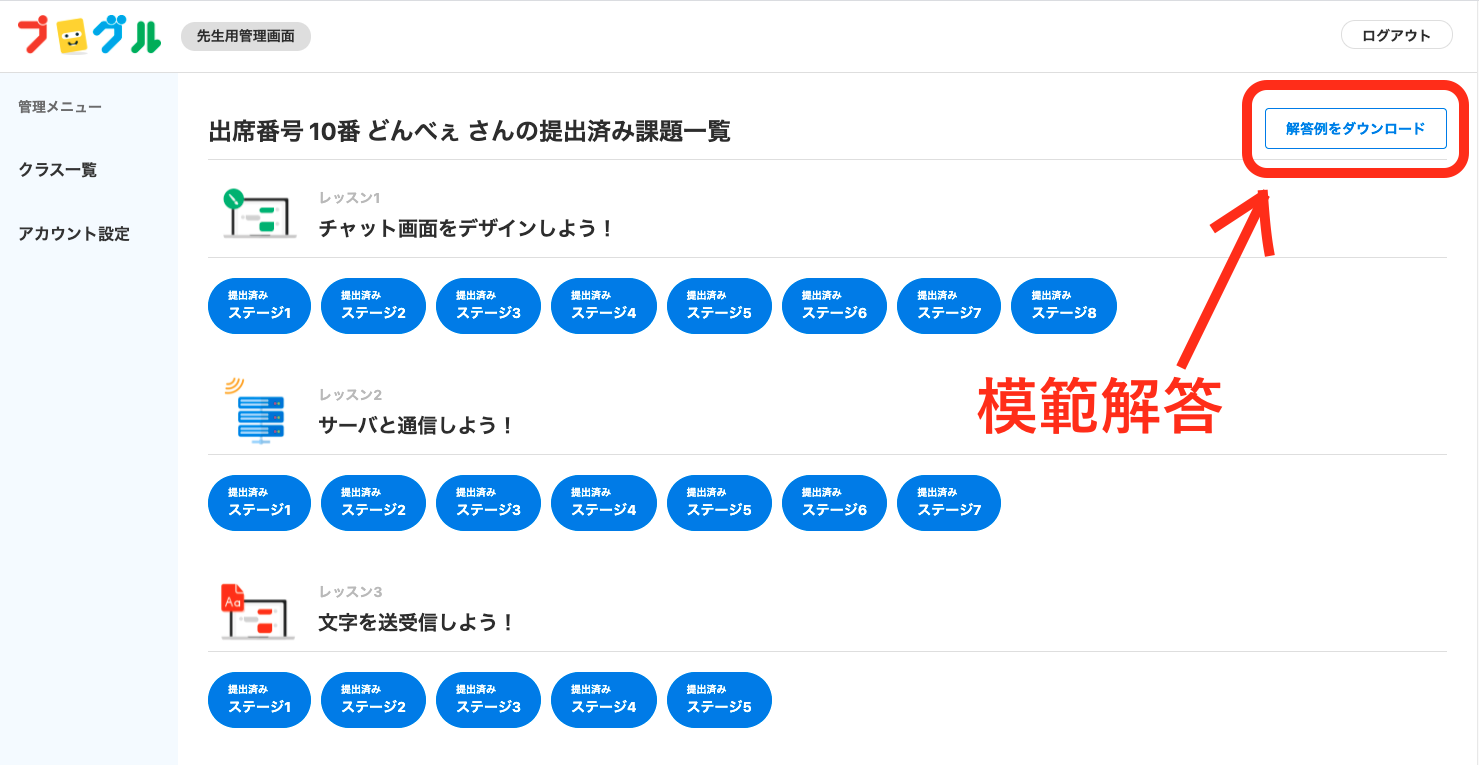 プログル
先生用管理画面
ログアウト
管理メニュー
クラス一覧
アカウント設定
出席番号 10番 どんべぇ さんの提出済み課題一覧
解答例をダウンロード
レッスン1
チャット画面をデザインしよう！
提出済み
ステージ1
提出済み
ステージ2
提出済み
ステージ3
提出済み
ステージ4
提出済み
ステージ5
提出済み
ステージ6
提出済み
ステージ7
提出済み
ステージ8
模範解答
レッスン2
サーバと通信しよう！
提出済み
ステージ1
提出済み
ステージ2
提出済み
ステージ3
提出済み
ステージ4
提出済み
ステージ5
提出済み
ステージ6
提出済み
ステージ7
Aa
レッスン3
文字を送受信しよう！
提出済み
ステージ1
提出済み
ステージ2
提出済み
ステージ3
提出済み
ステージ4
提出済み
ステージ5